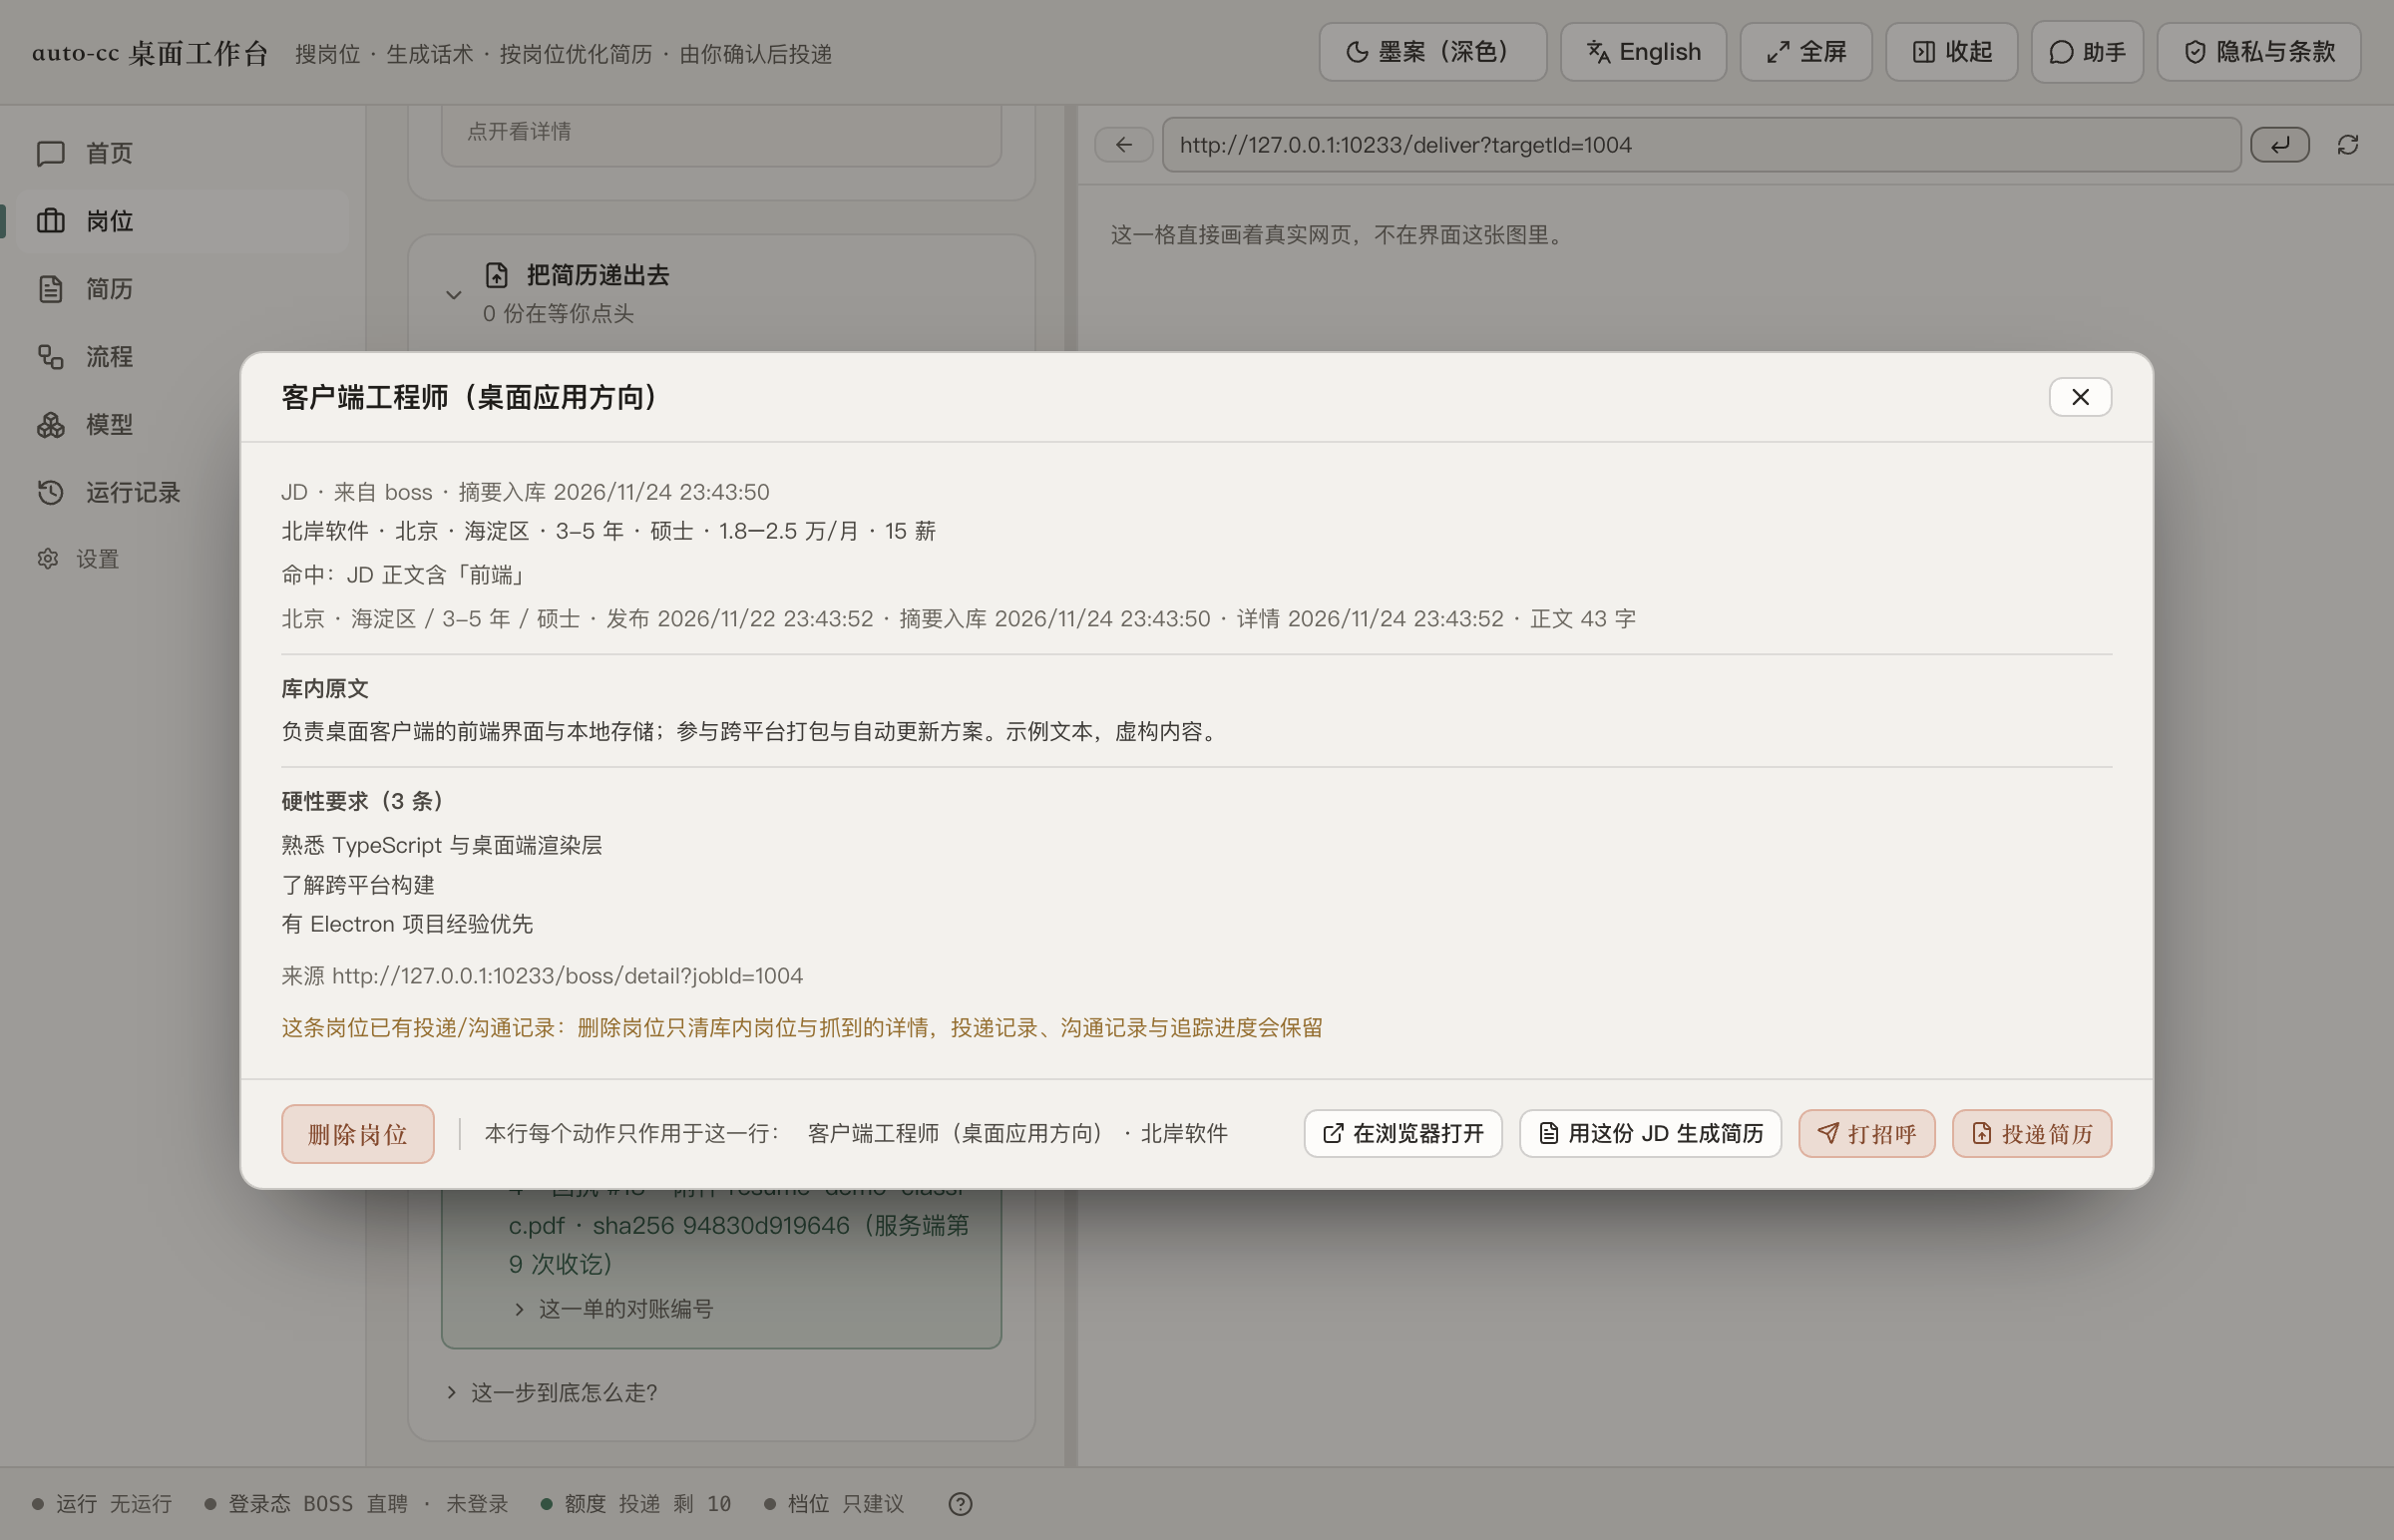 auto-cc 桌面工作台
搜岗位 · 生成话术 · 按岗位优化简历 · 由你确认后投递
墨案（深色）
English
全屏
收起
助手
隐私与条款
首页
岗位
简历
流程
模型
运行记录
设置
点开看详情
把简历递出去
0 份在等你点头
http://127.0.0.1:10233/deliver?targetId=1004
这一格直接画着真实网页，不在界面这张图里。
客户端工程师（桌面应用方向）
JD · 来自 boss · 摘要入库 2026/11/24 23:43:50
北岸软件 · 北京 · 海淀区 · 3–5 年 · 硕士 · 1.8—2.5 万/月 · 15 薪
命中：JD 正文含「前端」
北京 · 海淀区 / 3–5 年 / 硕士 · 发布 2026/11/22 23:43:52 · 摘要入库 2026/11/24 23:43:50 · 详情 2026/11/24 23:43:52 · 正文 43 字
库内原文
负责桌面客户端的前端界面与本地存储；参与跨平台打包与自动更新方案。示例文本，虚构内容。
硬性要求（3 条）
熟悉 TypeScript 与桌面端渲染层
了解跨平台构建
有 Electron 项目经验优先
来源 http://127.0.0.1:10233/boss/detail?jobId=1004
这条岗位已有投递/沟通记录：删除岗位只清库内岗位与抓到的详情，投递记录、沟通记录与追踪进度会保留
删除岗位
本行每个动作只作用于这一行： 客户端工程师（桌面应用方向） · 北岸软件
在浏览器打开
用这份 JD 生成简历
打招呼
投递简历
c.pdf · sha256 94830d919646（服务端第
9 次收讫）
这一单的对账编号
这一步到底怎么走？
运行 无运行
登录态 BOSS 直聘 · 未登录
额度 投递 剩 10
档位 只建议